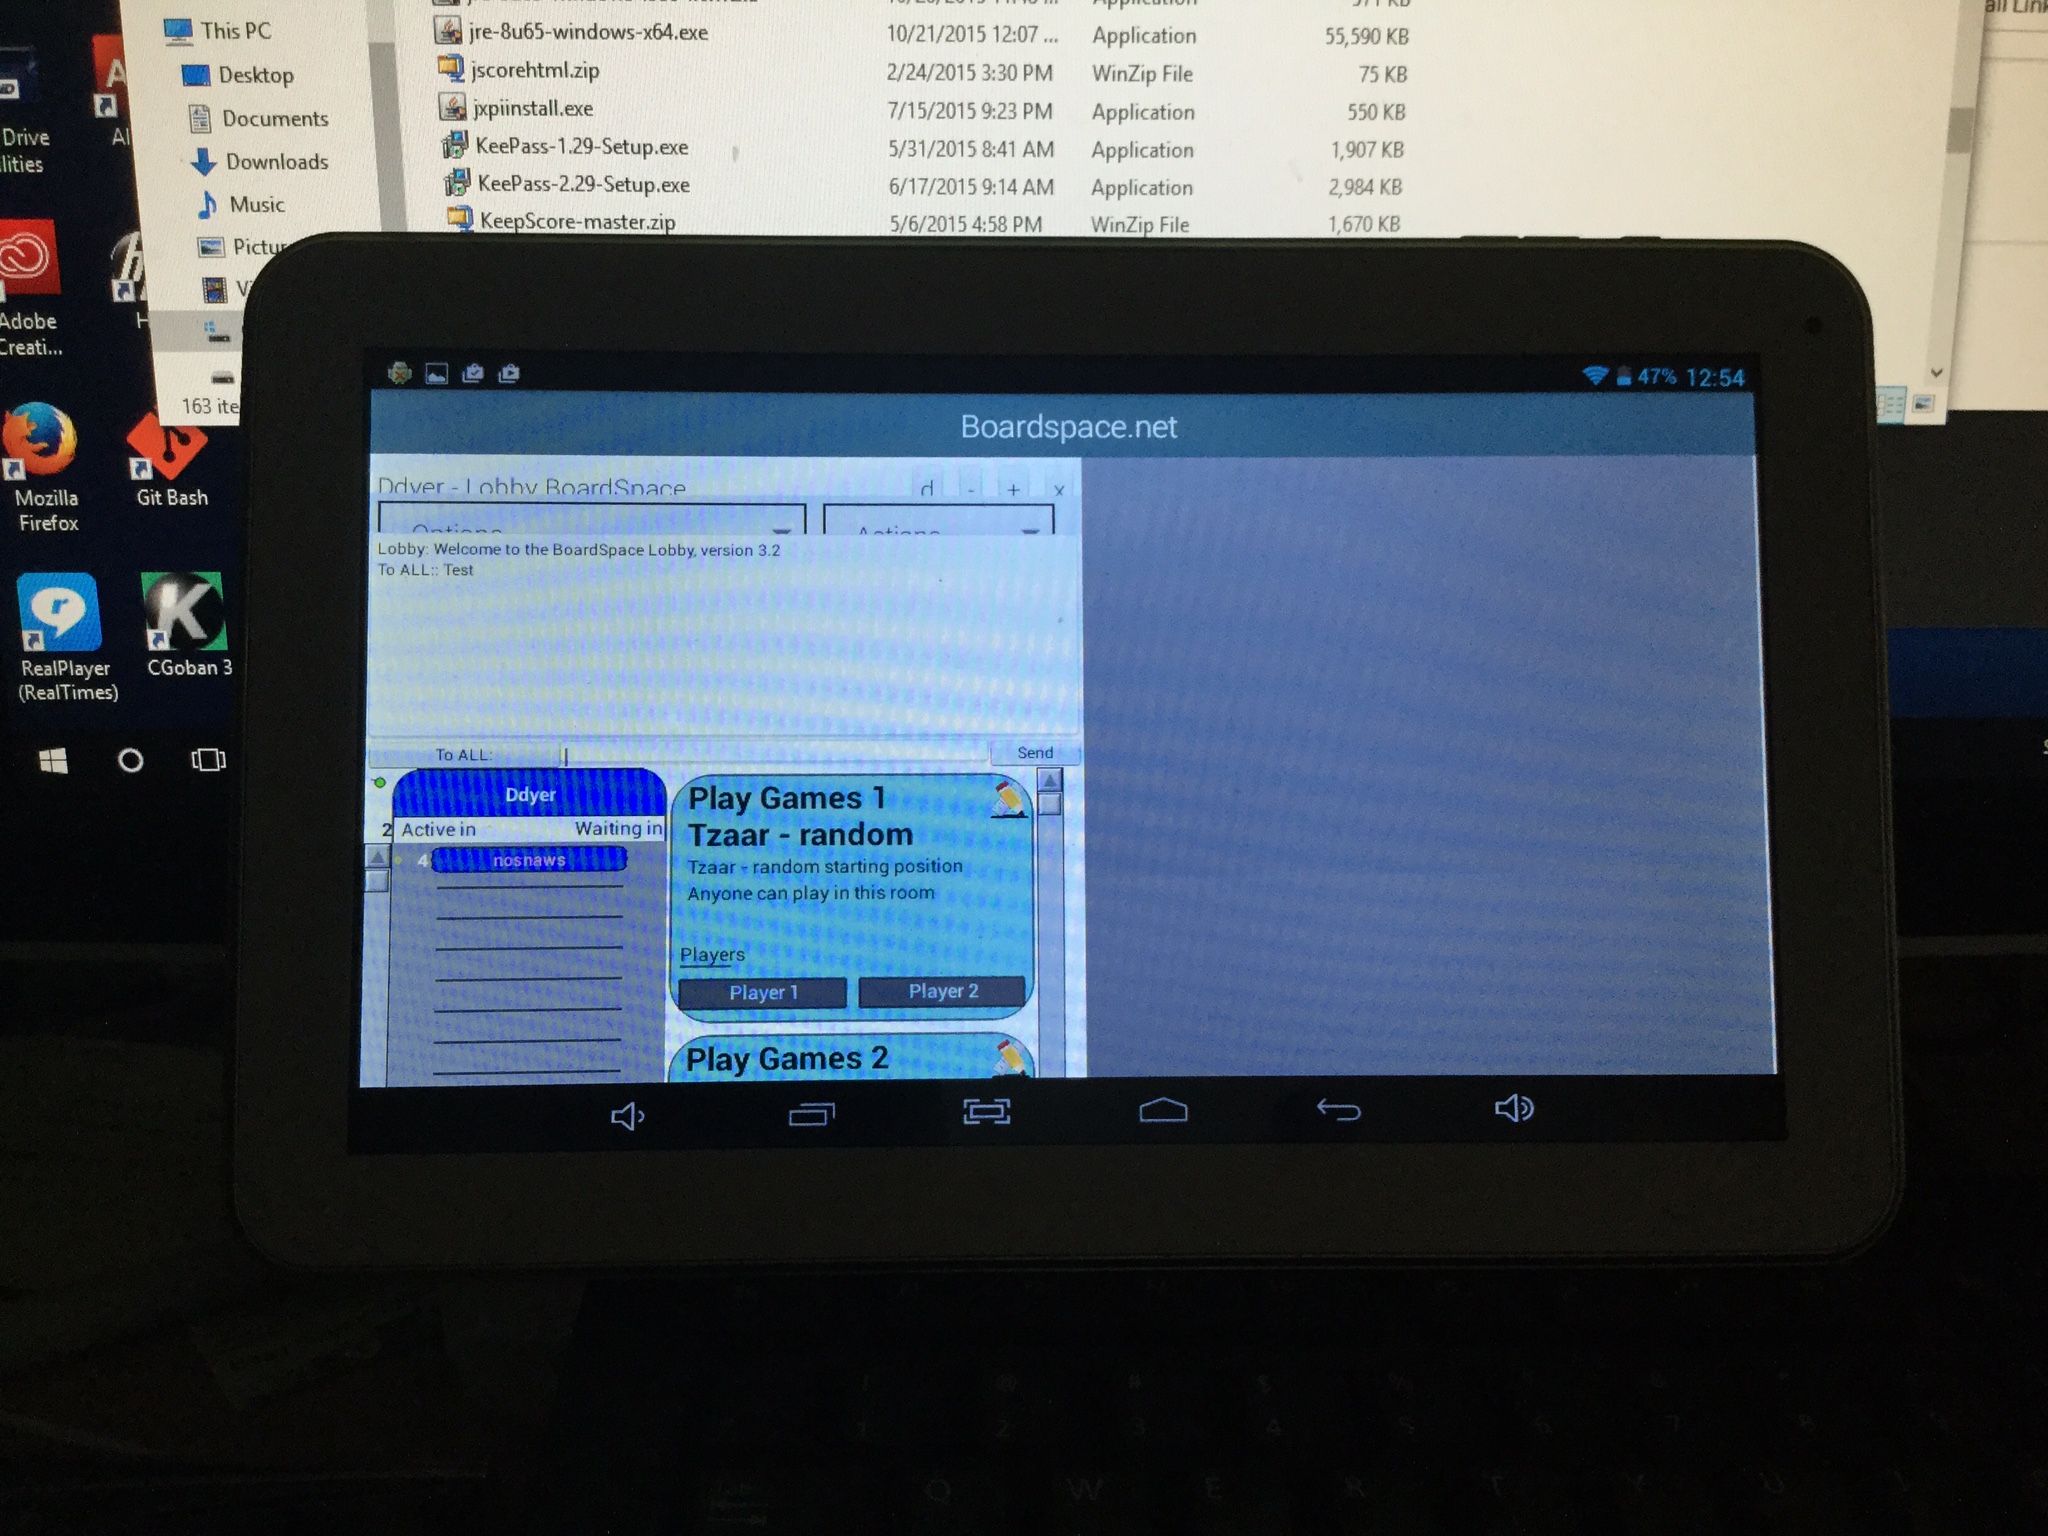 This PC
jre-8u65-windows-x64.exe 10/21/2015 12:07 ... Application 55,590 KB
Desktop
jscorehtml.zip 2/24/2015 3:30 PM WinZip File 75 KB
Documents
jxpiinstall.exe 7/15/2015 9:23 PM Application 550 KB
Drive
KeePass-1.29-Setup.exe 5/31/2015 8:41 AM Application 1,907 KB
Downloads
KeePass-2.29-Setup.exe 6/17/2015 9:14 AM Application 2,984 KB
Music
KeepScore-master.zip 5/6/2015 4:58 PM WinZip File 1,670 KB
Adobe
Creati...
163 ite
Mozilla
Firefox
Git Bash
RealPlayer
(RealTimes)
CGoban 3
47% 12:54
Boardspace.net
Ddyer - Lobby BoardSpace d - + x
Options Actions
Lobby: Welcome to the BoardSpace Lobby, version 3.2
To ALL:: Test
To ALL: Send
Ddyer
2 Active in Waiting in
4 nosnaws
Play Games 1
Tzaar - random
Tzaar - random starting position
Anyone can play in this room
Players
Player 1 Player 2
Play Games 2